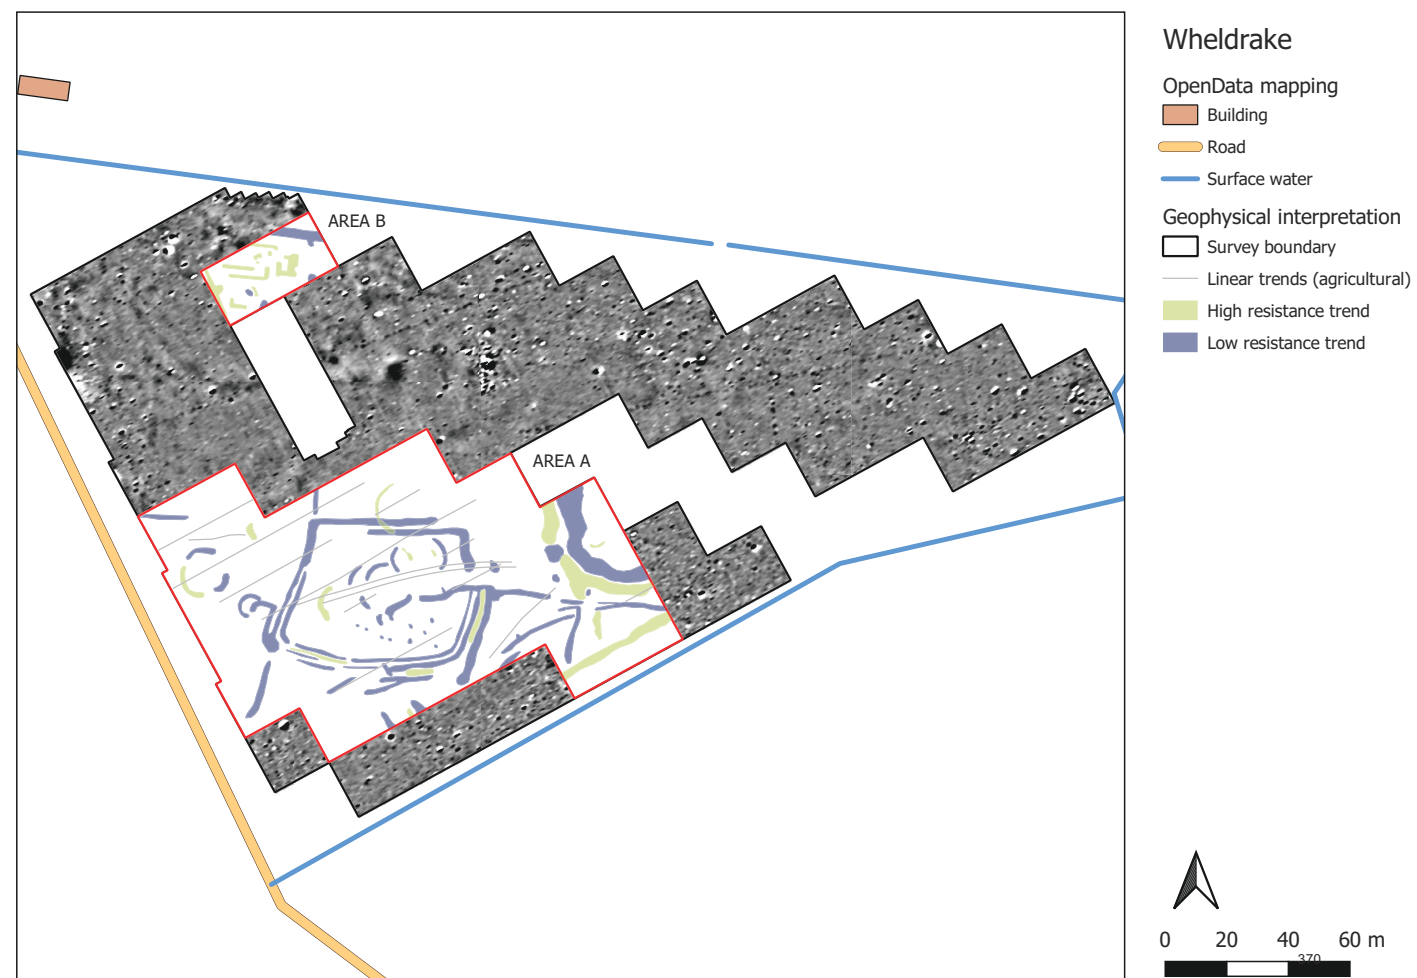 Wheldrake
OpenData mapping
Building
Road
Surface water
Geophysical interpretation
Survey boundary
Linear trends (agricultural)
High resistance trend
Low resistance trend
AREA B
AREA A
0 20 40 60 m
370